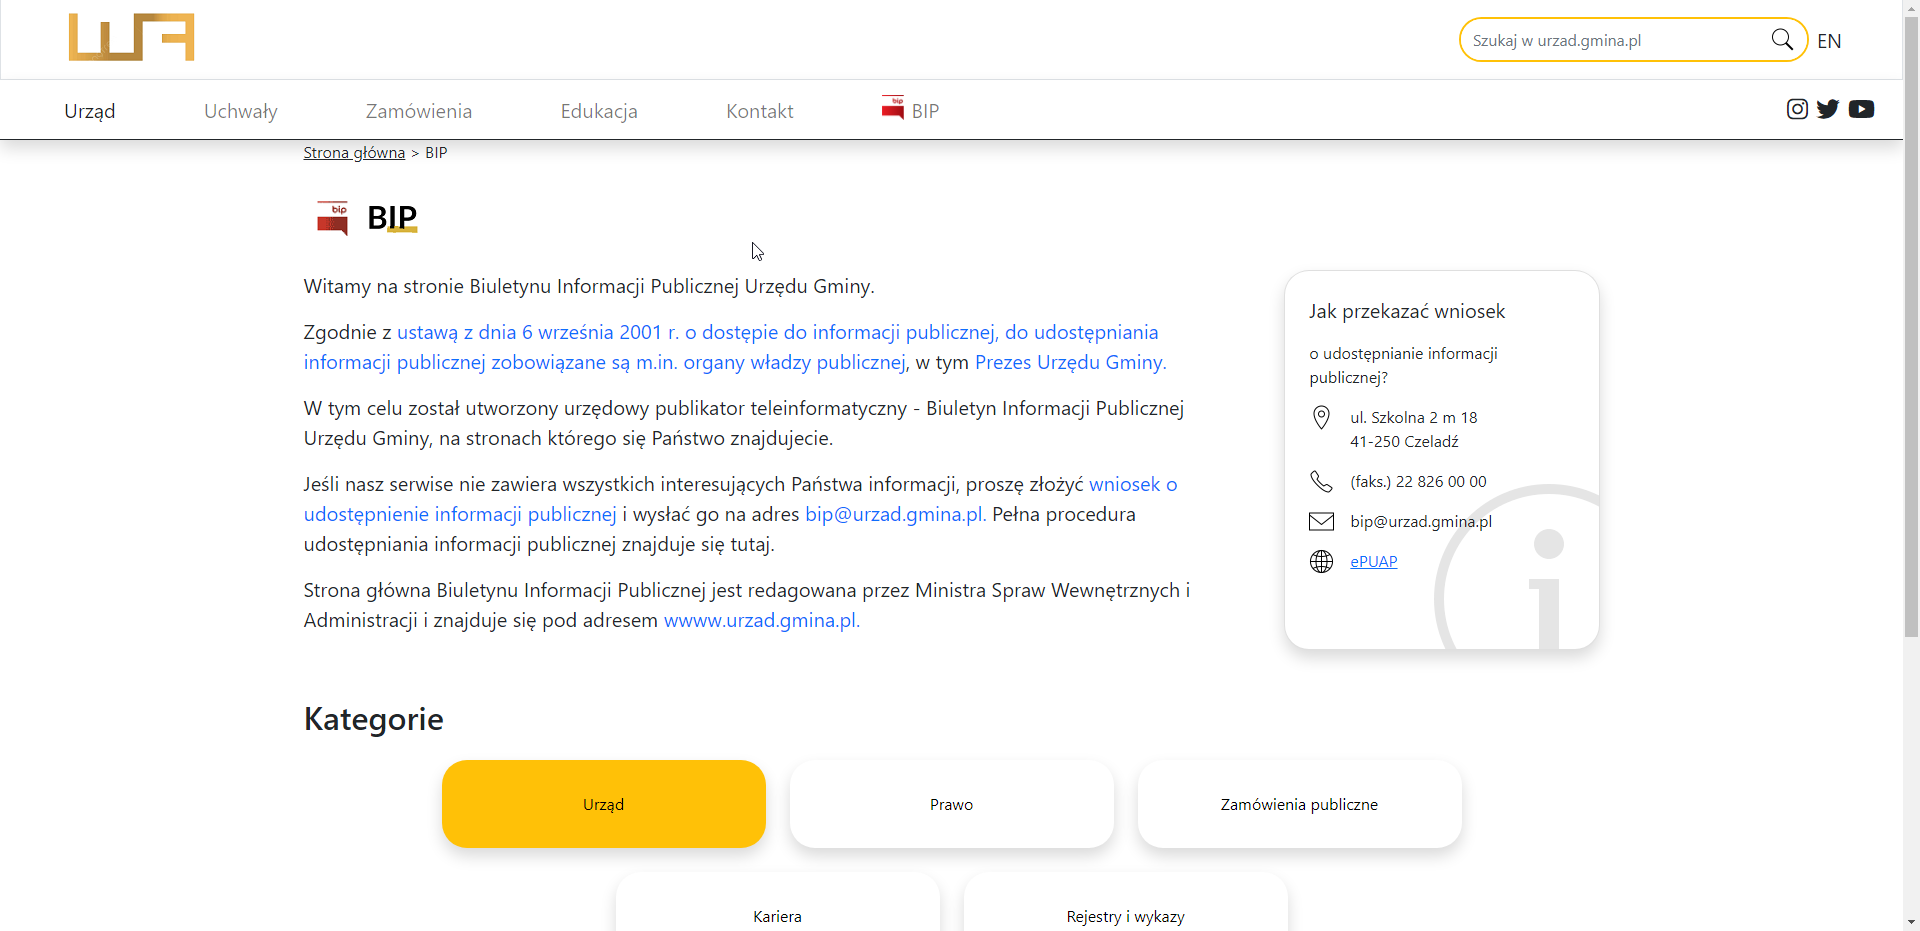 WA
Szukaj w urzad.gmina.pl
EN
Urząd
Uchwały
Zamówienia
Edukacja
Kontakt
bip
BIP
Strona główna > BIP
bip
BIP
Witamy na stronie Biuletynu Informacji Publicznej Urzędu Gminy.
Zgodnie z ustawą z dnia 6 września 2001 r. o dostępie do informacji publicznej, do udostępniania
informacji publicznej zobowiązane są m.in. organy władzy publicznej, w tym Prezes Urzędu Gminy.
W tym celu został utworzony urzędowy publikator teleinformatyczny - Biuletyn Informacji Publicznej
Urzędu Gminy, na stronach którego się Państwo znajdujecie.
Jeśli nasz serwise nie zawiera wszystkich interesujących Państwa informacji, proszę złożyć wniosek o
udostępnienie informacji publicznej i wysłać go na adres bip@urzad.gmina.pl. Pełna procedura
udostępniania informacji publicznej znajduje się tutaj.
Strona główna Biuletynu Informacji Publicznej jest redagowana przez Ministra Spraw Wewnętrznych i
Administracji i znajduje się pod adresem wwww.urzad.gmina.pl.
Jak przekazać wniosek
o udostępnianie informacji
publicznej?
ul. Szkolna 2 m 18
41-250 Czeladź
(faks.) 22 826 00 00
bip@urzad.gmina.pl
ePUAP
Kategorie
Urząd
Prawo
Zamówienia publiczne
Kariera
Rejestry i wykazy